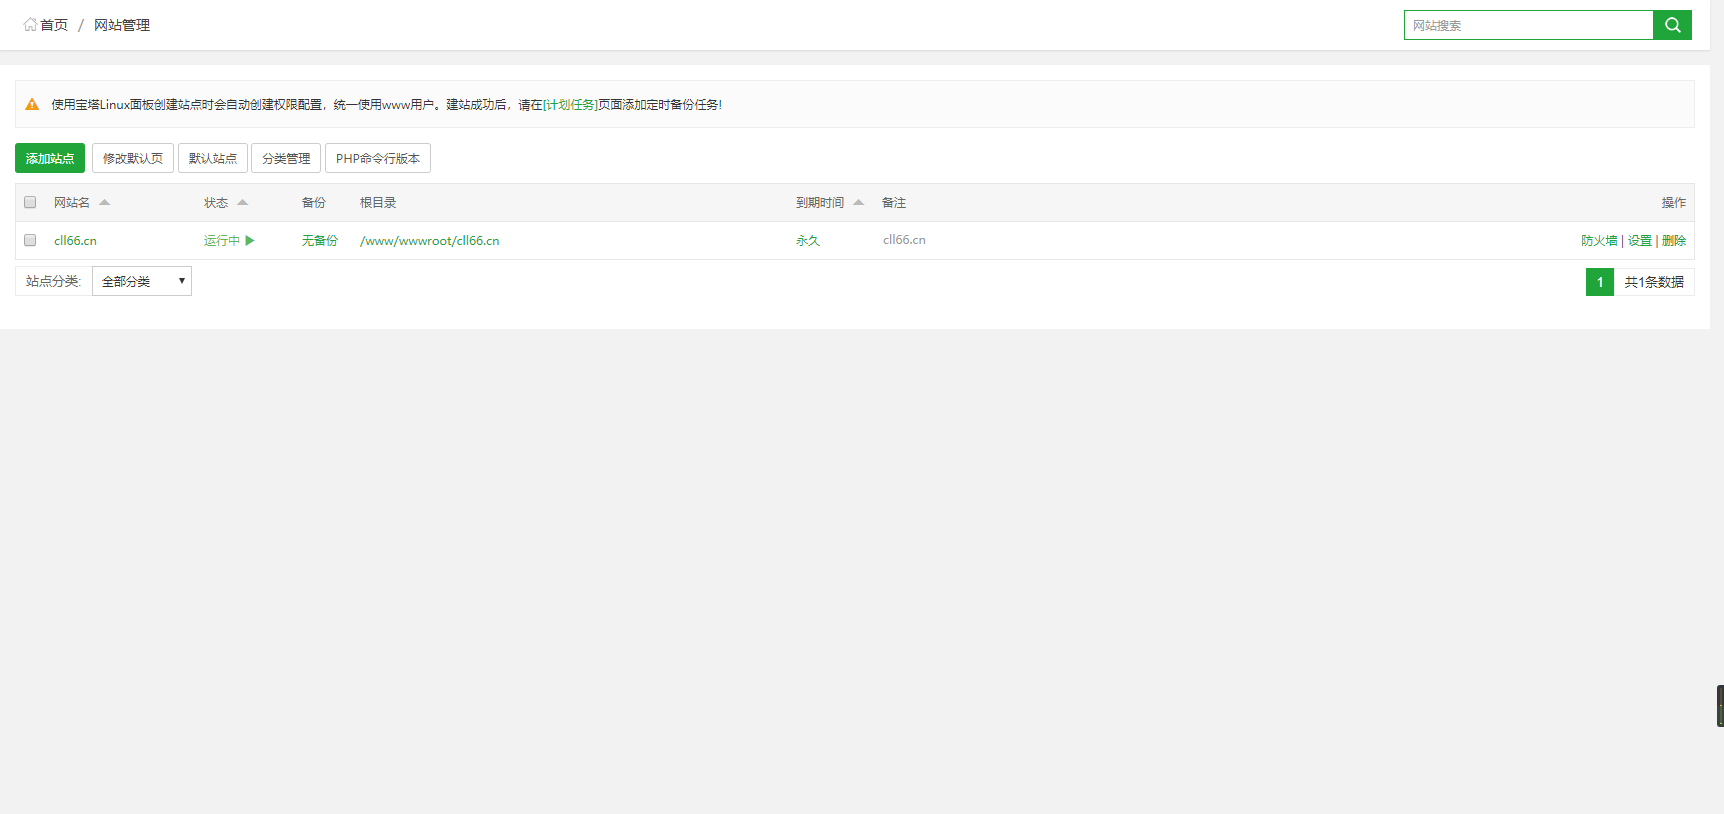 首页 / 网站管理
网站搜索
使用宝塔Linux面板创建站点时会自动创建权限配置，统一使用www用户。建站成功后，请在[计划任务]页面添加定时备份任务!
添加站点 修改默认页 默认站点 分类管理 PHP命令行版本
网站名 状态 备份 根目录 到期时间 备注 操作
cll66.cn 运行中 无备份 /www/wwwroot/cll66.cn 永久 cll66.cn 防火墙 | 设置 | 删除
站点分类: 全部分类 1 共1条数据